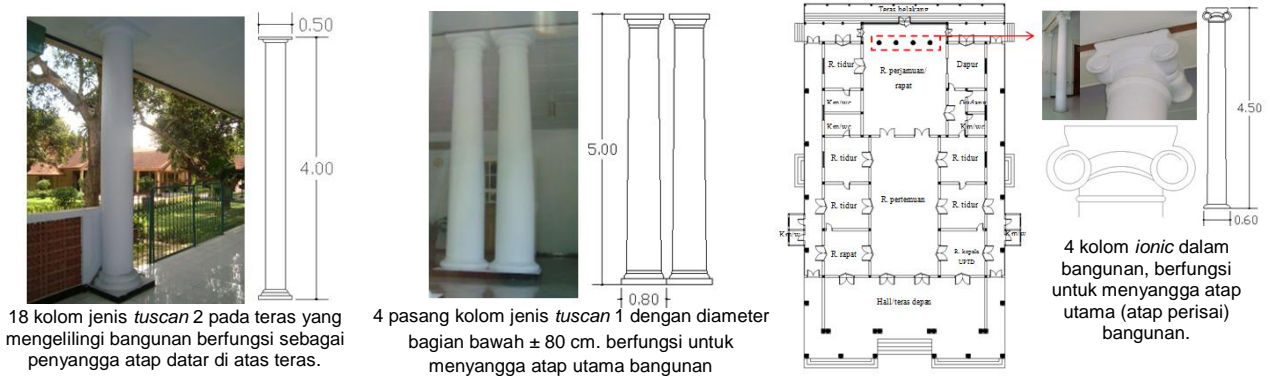 0.50
4.00
18 kolom jenis tuscan 2 pada teras yang
mengelilingi bangunan berfungsi sebagai
penyangga atap datar di atas teras.
5.00
0.80
4 pasang kolom jenis tuscan 1 dengan diameter
bagian bawah ± 80 cm. berfungsi untuk
menyangga atap utama bangunan
Teras belakang
R. tidur
R. perjamuan/
rapat
Dapur
Km/wc
Gudang
Km/wc
Km/wc
R. tidur
R. tidur
R. tidur
R. pertemuan
R. tidur
R. rapat
R. kepala
UPTD
Hall/teras depan
4.50
0.60
4 kolom ionic dalam
bangunan, berfungsi
untuk menyangga atap
utama (atap perisai)
bangunan.